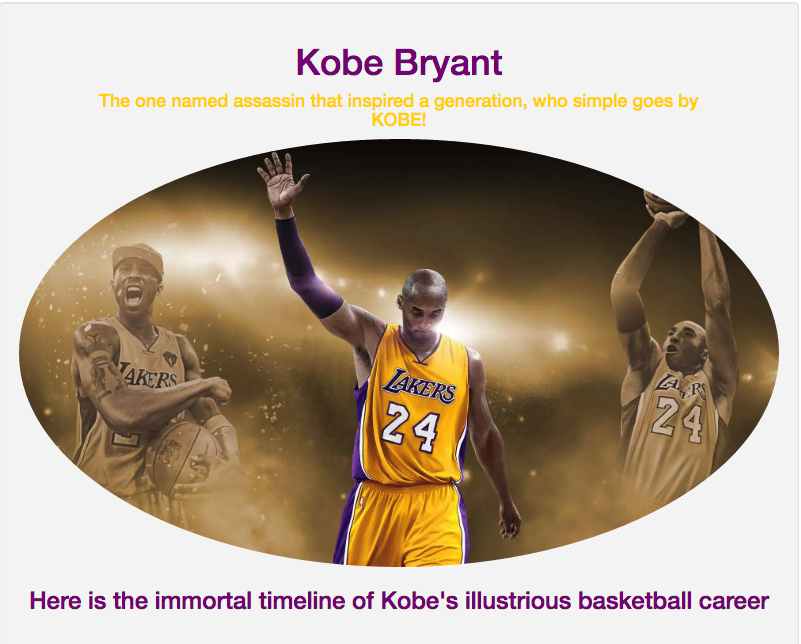 Kobe Bryant
The one named assassin that inspired a generation, who simple goes by
KOBE!
LAKERS
LAKERS
24
LAKERS
24
Here is the immortal timeline of Kobe's illustrious basketball career